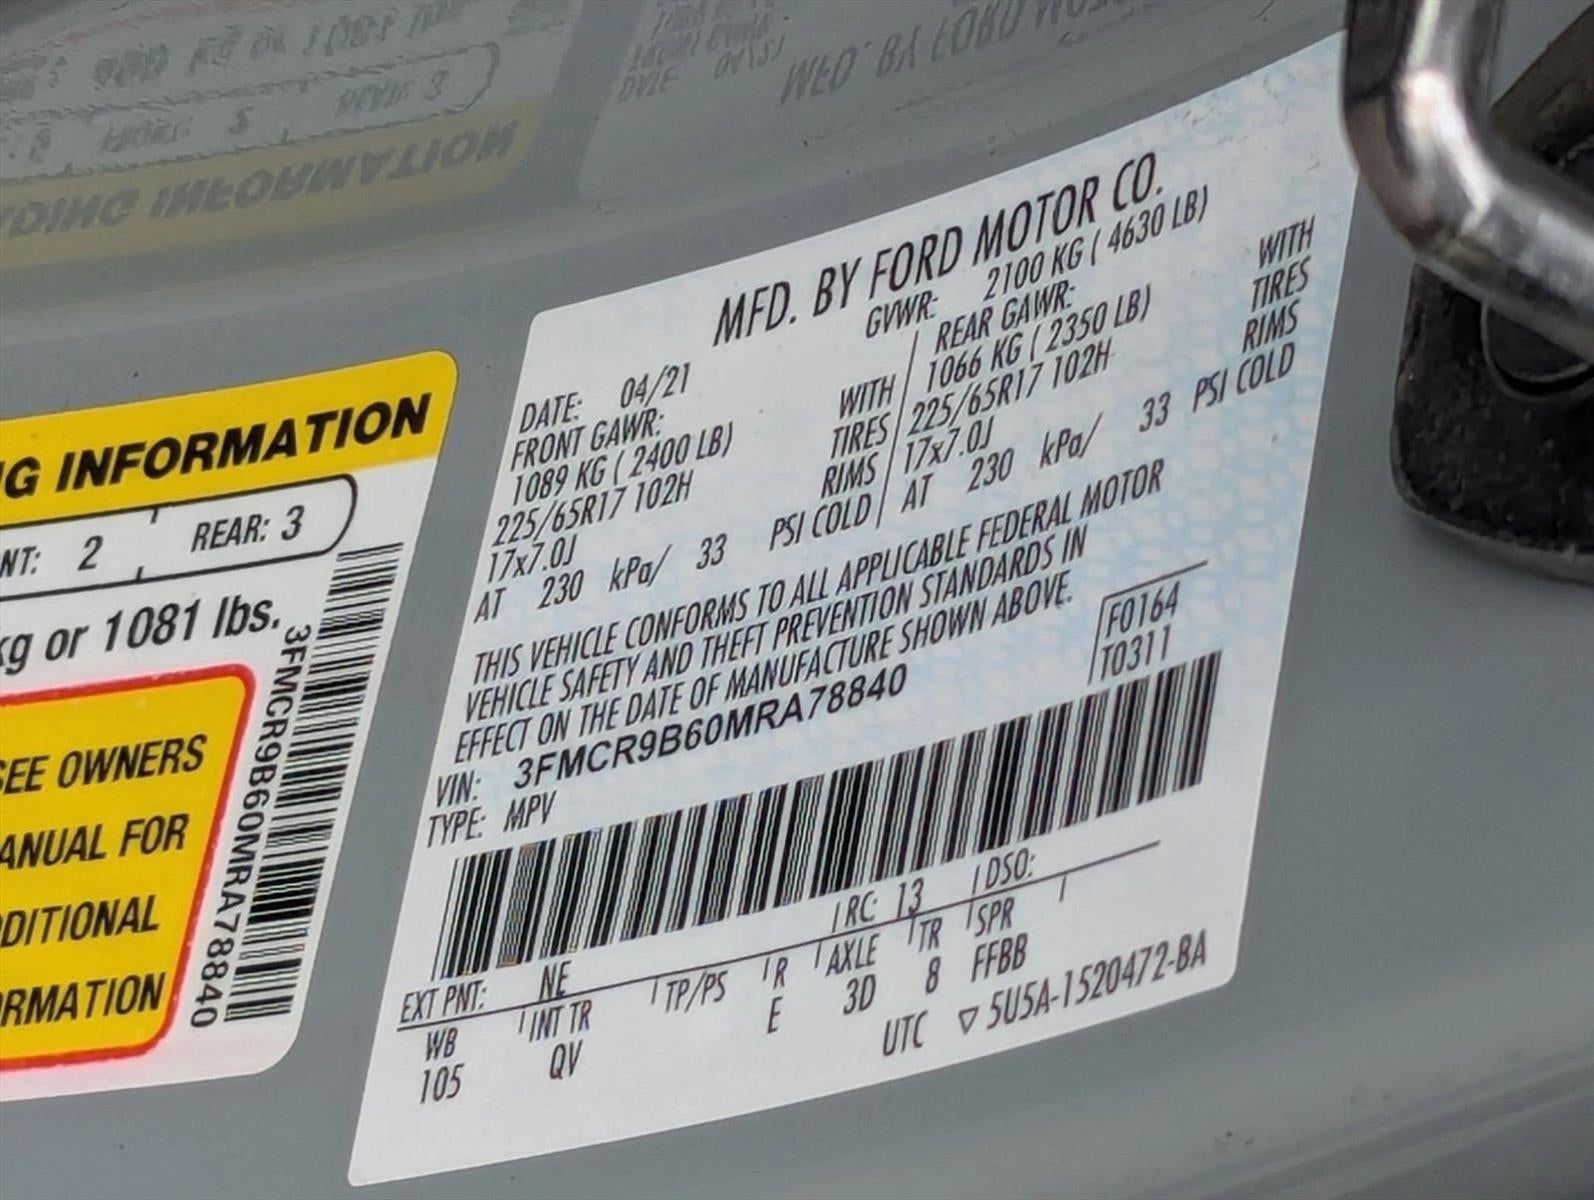 NG INFORMATION
NT: 2 REAR: 3
kg or 1081 lbs.
SEE OWNERS
ANUAL FOR
DDITIONAL
ORMATION
3FMCR9B60MRA78840
MFD. BY FORD MOTOR CO.
DATE: 04/21 GVWR: 2100 KG ( 4630 LB)
FRONT GAWR: REAR GAWR:
1089 KG ( 2400 LB) WITH 1066 KG ( 2350 LB) WITH
225/65R17 102H TIRES 225/65R17 102H TIRES
17x7.0J RIMS 17x7.0J RIMS
AT 230 kPa/ 33 PSI COLD AT 230 kPa/ 33 PSI COLD
THIS VEHICLE CONFORMS TO ALL APPLICABLE FEDERAL MOTOR
VEHICLE SAFETY AND THEFT PREVENTION STANDARDS IN
EFFECT ON THE DATE OF MANUFACTURE SHOWN ABOVE.
VIN: 3FMCR9B60MRA78840 F0164
TYPE: MPV T0311
EXT PNT: NE RC: 13 DSO:
WB INT TR TP/PS R AXLE TR SPR
105 QV E 3D 8 FFBB
UTC ▽ 5U5A-1520472-BA